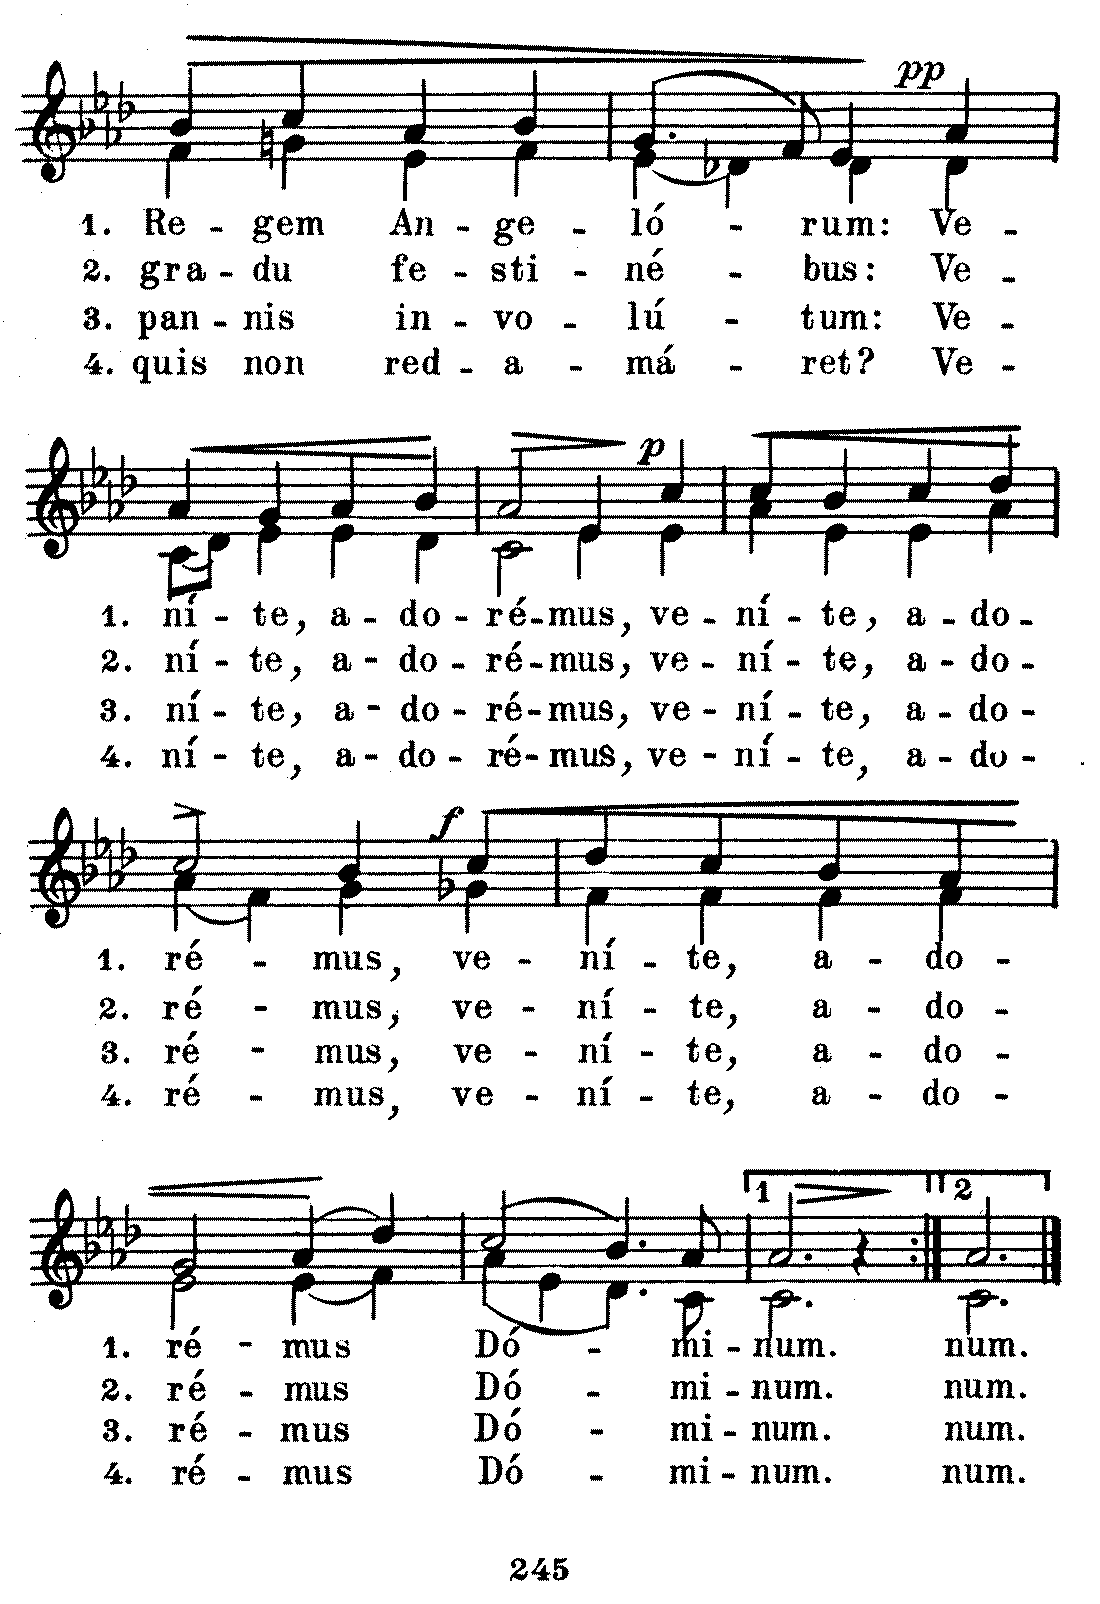 pp
1. Re - gem An - ge - ló - rum: Ve -
2. gra - du fe - sti - né - bus: Ve -
3. pan - nis in - vo - lú - tum: Ve -
4. quis non red - a - má - ret? Ve -
p
1. ní - te, a - do - ré - mus, ve - ní - te, a - do -
2. ní - te, a - do - ré - mus, ve - ní - te, a - do -
3. ní - te, a - do - ré - mus, ve - ní - te, a - do -
4. ní - te, a - do - ré - mus, ve - ní - te, a - do -
f
1. ré - mus, ve - ní - te, a - do -
2. ré - mus, ve - ní - te, a - do -
3. ré - mus, ve - ní - te, a - do -
4. ré - mus, ve - ní - te, a - do -
1 2
1. ré - mus Dó - mi - num. num.
2. ré - mus Dó - mi - num. num.
3. ré - mus Dó - mi - num. num.
4. ré - mus Dó - mi - num. num.
245